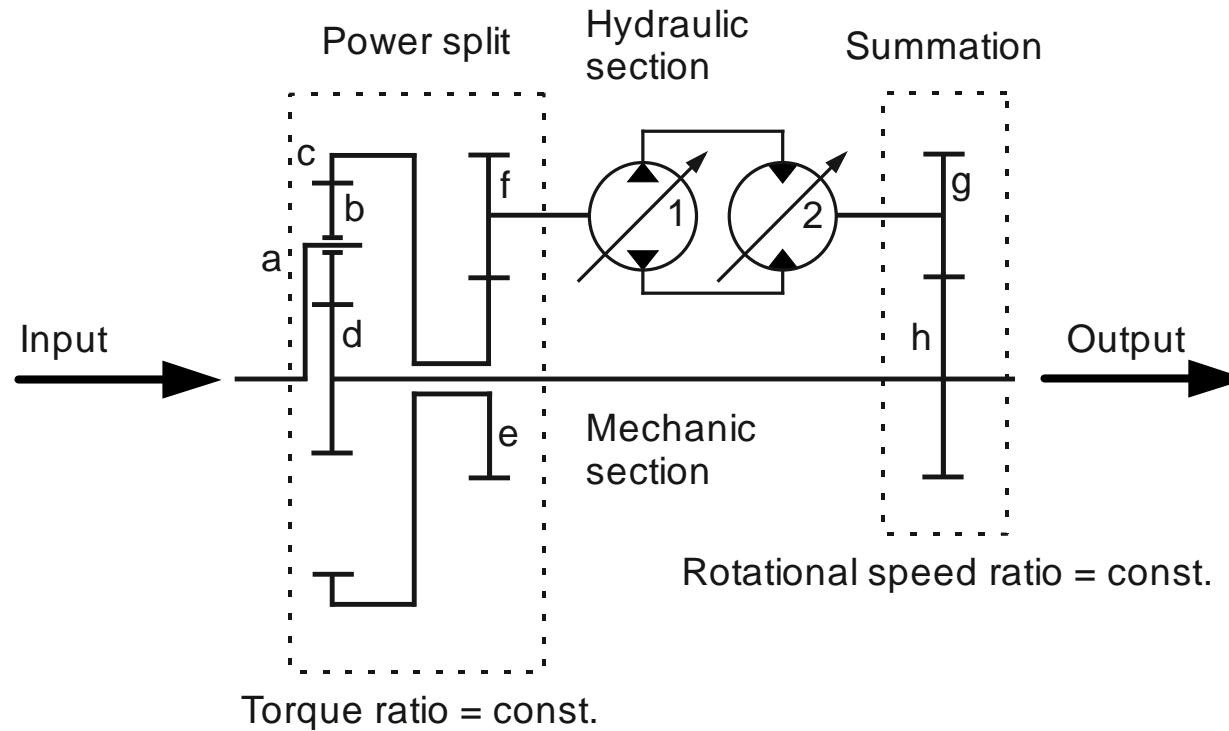 Power split
Hydraulic
section
Summation
c
f
b
1
2
g
a
d
h
Input
Output
e
Mechanic
section
Rotational speed ratio = const.
Torque ratio = const.